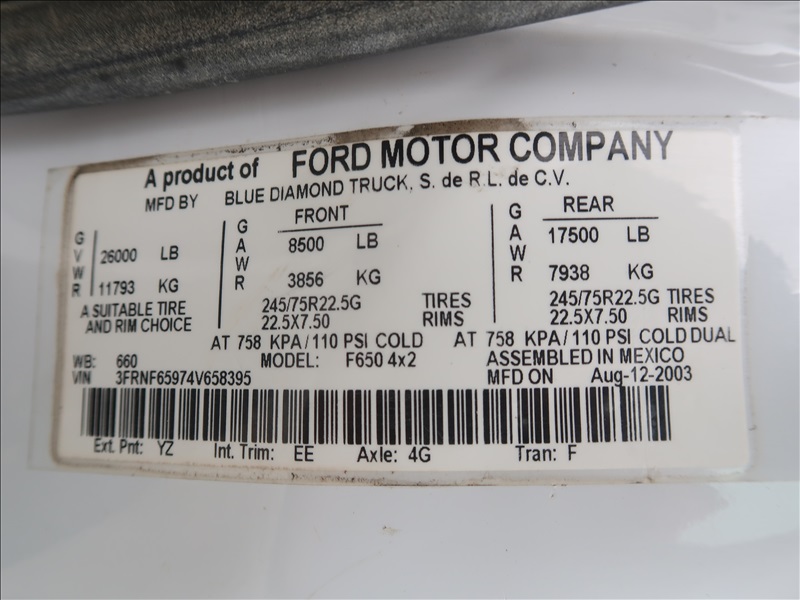 A product of FORD MOTOR COMPANY
MFD BY BLUE DIAMOND TRUCK, S. de R.L. de C.V.
GVWR 26000 LB 11793 KG
A SUITABLE TIRE
AND RIM CHOICE
FRONT
GAWR 8500 LB 3856 KG
245/75R22.5G TIRES
22.5X7.50 RIMS
AT 758 KPA/110 PSI COLD
REAR
GAWR 17500 LB 7938 KG
245/75R22.5G TIRES
22.5X7.50 RIMS
AT 758 KPA/110 PSI COLD DUAL
WB: 660 MODEL: F650 4x2 ASSEMBLED IN MEXICO
VIN 3FRNF65974V658395 MFD ON Aug-12-2003
Ext. Pnt: YZ Int. Trim: EE Axle: 4G Tran: F